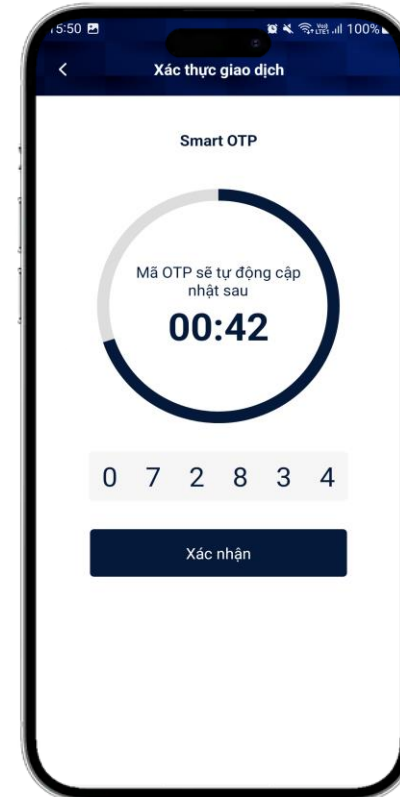 5:50 100%
Xác thực giao dịch
Smart OTP
Mã OTP sẽ tự động cập
nhật sau
00:42
0 7 2 8 3 4
Xác nhận